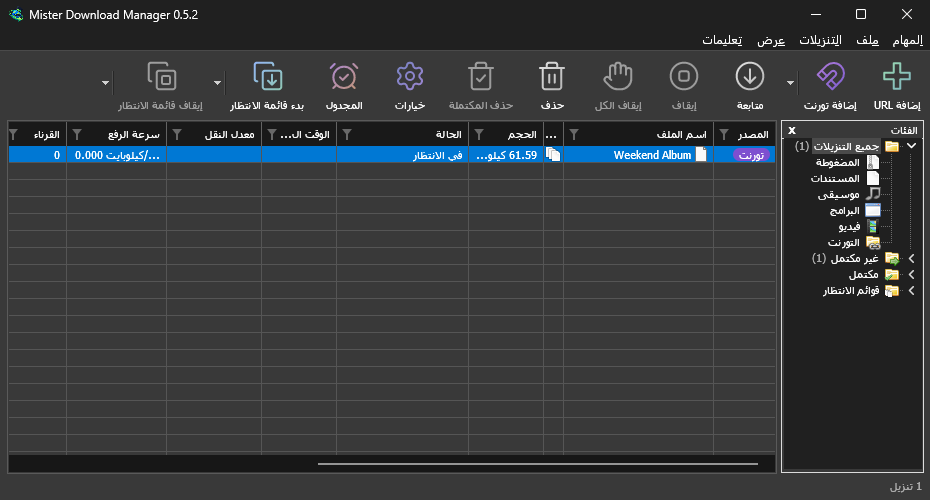 Mister Download Manager 0.5.2
المهام ملف التنزيلات عرض تعليمات
إضافة URL إضافة تورنت متابعة إيقاف إيقاف الكل حذف حذف المكتملة خيارات المجدول بدء قائمة الانتظار إيقاف قائمة الانتظار
الفئات X
جميع التنزيلات (1)
المضغوطة
المستندات
موسيقى
البرامج
فيديو
التورنت
غير مكتمل (1)
مكتمل
قوائم الانتظار
المصدر اسم الملف ... الحجم الحالة الوقت ال... معدل النقل سرعة الرفع القرناء
تورنت Weekend Album 61.59 كيلو... في الانتظار 0.000 كيلوبايت/... 0
1 تنزيل